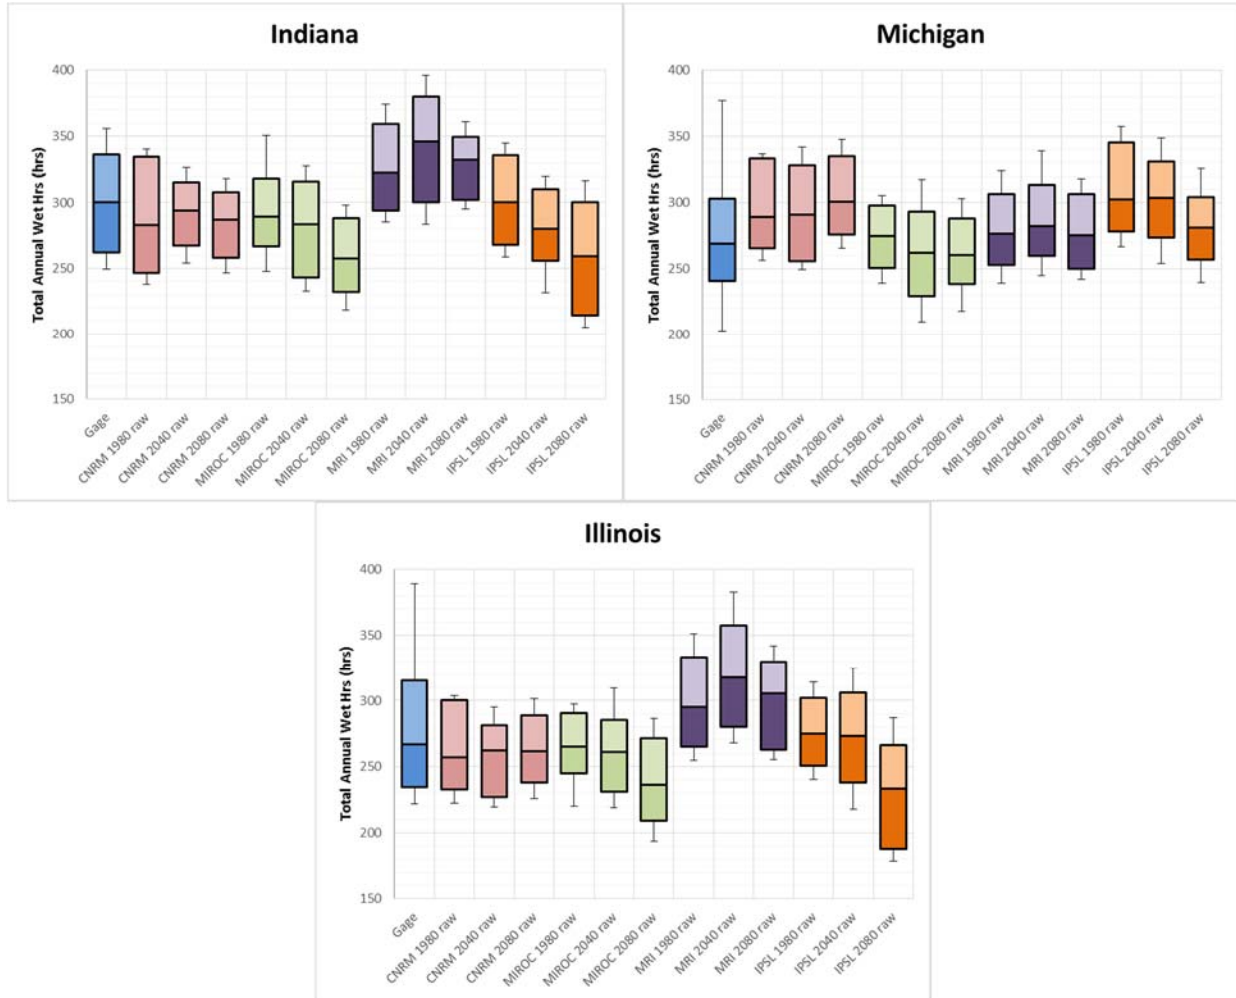 Indiana
Total Annual Wet Hrs (hrs)
400
350
300
250
200
150
Gage
CNRM 1980 raw
CNRM 2040 raw
CNRM 2080 raw
MIROC 1980 raw
MIROC 2040 raw
MIROC 2080 raw
MRI 1980 raw
MRI 2040 raw
MRI 2080 raw
IPSL 1980 raw
IPSL 2040 raw
IPSL 2080 raw
Michigan
Total Annual Wet Hrs (hrs)
400
350
300
250
200
150
Gage
CNRM 1980 raw
CNRM 2040 raw
CNRM 2080 raw
MIROC 1980 raw
MIROC 2040 raw
MIROC 2080 raw
MRI 1980 raw
MRI 2040 raw
MRI 2080 raw
IPSL 1980 raw
IPSL 2040 raw
IPSL 2080 raw
Illinois
Total Annual Wet Hrs (hrs)
400
350
300
250
200
150
Gage
CNRM 1980 raw
CNRM 2040 raw
CNRM 2080 raw
MIROC 1980 raw
MIROC 2040 raw
MIROC 2080 raw
MRI 1980 raw
MRI 2040 raw
MRI 2080 raw
IPSL 1980 raw
IPSL 2040 raw
IPSL 2080 raw